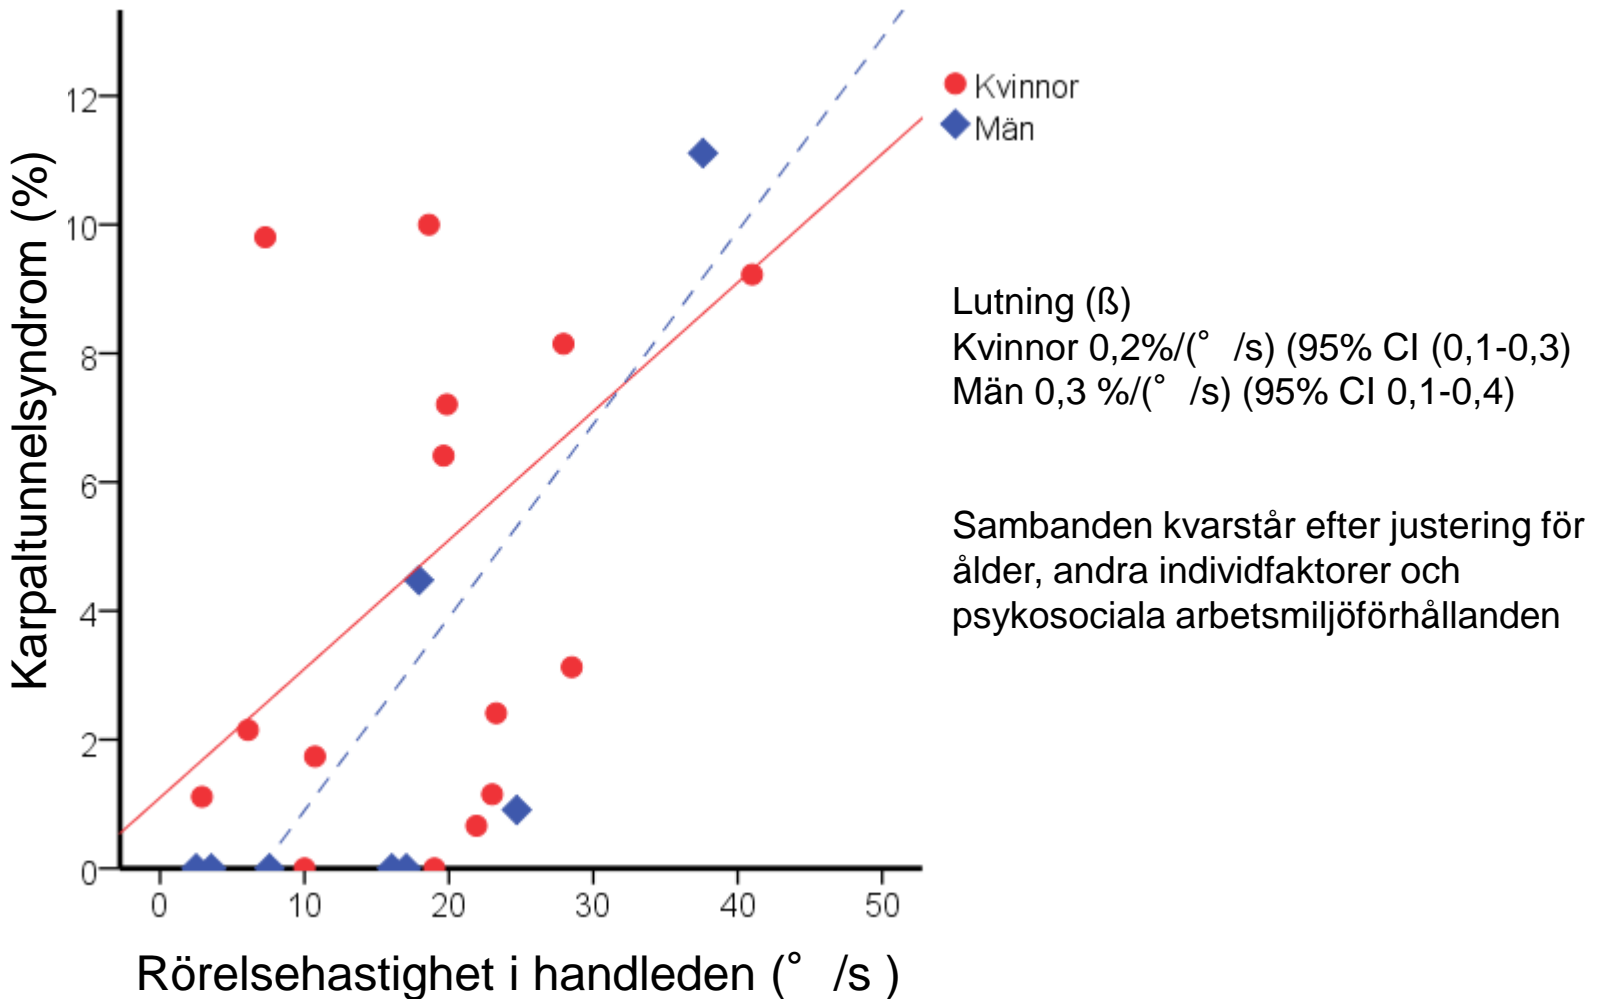 Karpaltunnelsyndrom (%)
12
10
8
6
4
2
0
0 10 20 30 40 50
Rörelsehastighet i handleden (° /s )
Kvinnor
Män
Lutning (ß)
Kvinnor 0,2%/(° /s) (95% CI (0,1-0,3)
Män 0,3 %/(° /s) (95% CI 0,1-0,4)
Sambanden kvarstår efter justering för
ålder, andra individfaktorer och
psykosociala arbetsmiljöförhållanden